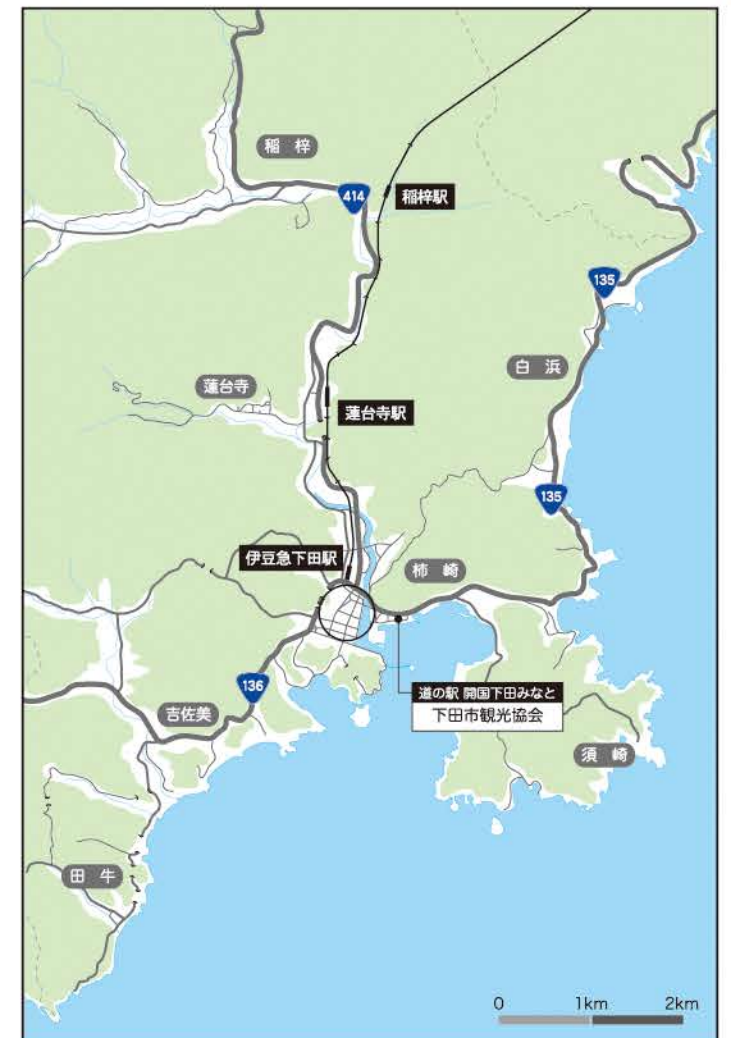 稲 梓
414
稲梓駅
135
白 浜
蓮台寺
蓮台寺駅
135
伊豆急下田駅
柿 崎
136
吉佐美
道の駅 開国下田みなと
下田市観光協会
須 崎
田 牛
0 1km 2km